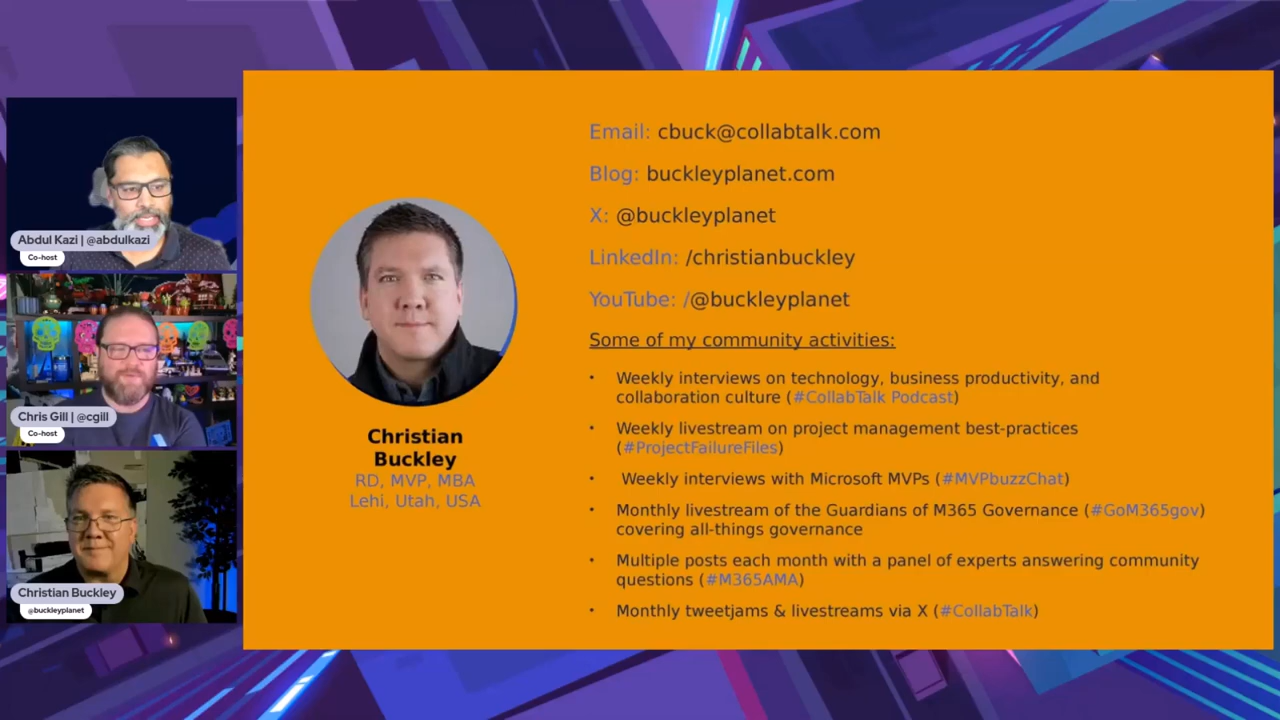 Abdul Kazi | @abdulkazi
Co-host
Chris Gill | @cgill
Co-host
Christian Buckley
@buckleyplanet
Christian
Buckley
RD, MVP, MBA
Lehi, Utah, USA
Email: cbuck@collabtalk.com
Blog: buckleyplanet.com
X: @buckleyplanet
LinkedIn: /christianbuckley
YouTube: /@buckleyplanet
Some of my community activities:
• Weekly interviews on technology, business productivity, and
collaboration culture (#CollabTalk Podcast)
• Weekly livestream on project management best-practices
(#ProjectFailureFiles)
• Weekly interviews with Microsoft MVPs (#MVPbuzzChat)
• Monthly livestream of the Guardians of M365 Governance (#GoM365gov)
covering all-things governance
• Multiple posts each month with a panel of experts answering community
questions (#M365AMA)
• Monthly tweetjams & livestreams via X (#CollabTalk)